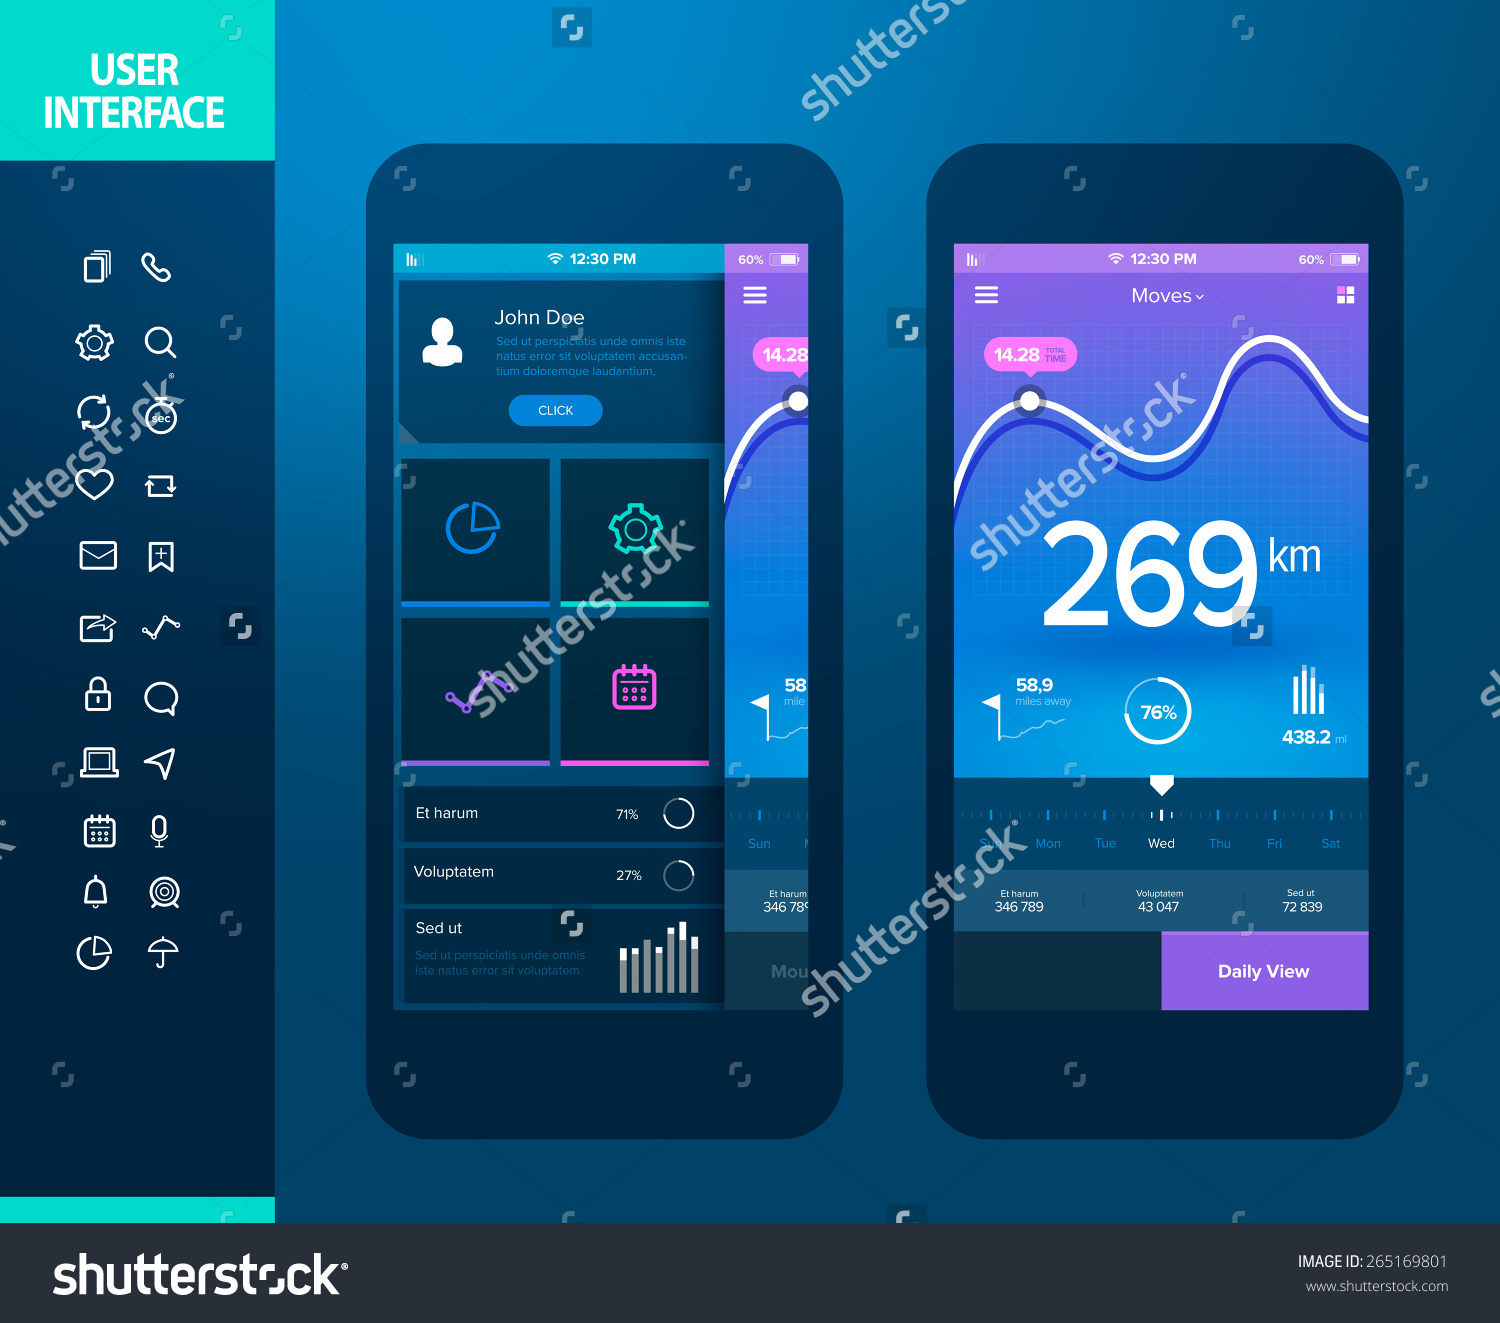 USER
INTERFACE
sec
12:30 PM
60%
John Doe
Sed ut perspiciatis unde omnis iste
natus error sit voluptatem accusan-
tium doloremque laudantium,
CLICK
14.28
58
mile
Et harum
71%
Voluptatem
27%
Sed ut
Sed ut perspiciatis unde omnis
iste natus error sit voluptatem
Sun
M
Et harum
346 789
Mou
12:30 PM
60%
Moves
14.28 TOTAL
TIME
269 km
58,9
miles away
76%
438.2 ml
Sun Mon Tue Wed Thu Fri Sat
Et harum Voluptatem Sed ut
346 789 43 047 72 839
Daily View
shutterstock®
shutterstock®
shutterstock®
shutterstock®
shutterstock®
shutterstock®
IMAGE ID: 265169801
www.shutterstock.com